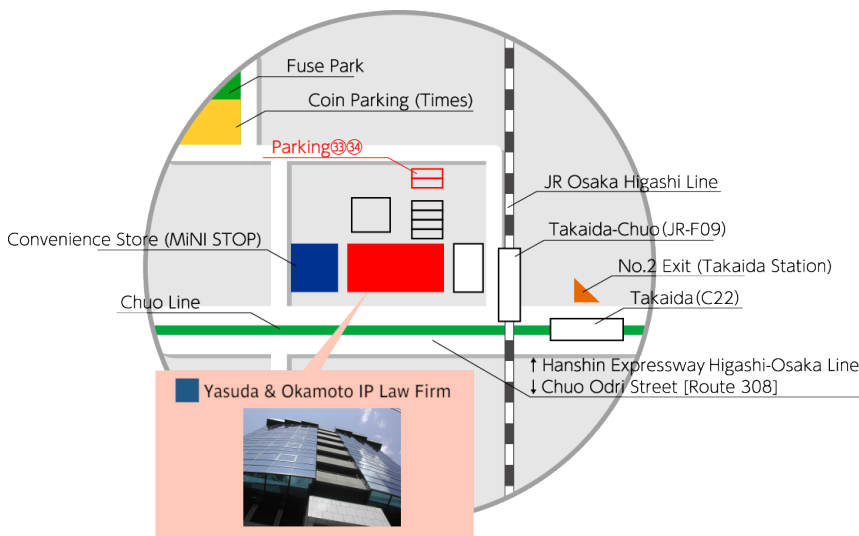 Fuse Park
Coin Parking (Times)
Parking㉝㉞
JR Osaka Higashi Line
Takaida-Chuo (JR-F09)
Convenience Store (MiNI STOP)
No.2 Exit (Takaida Station)
Chuo Line
Takaida (C22)
↑ Hanshin Expressway Higashi-Osaka Line
↓ Chuo Odri Street [Route 308]
Yasuda & Okamoto IP Law Firm